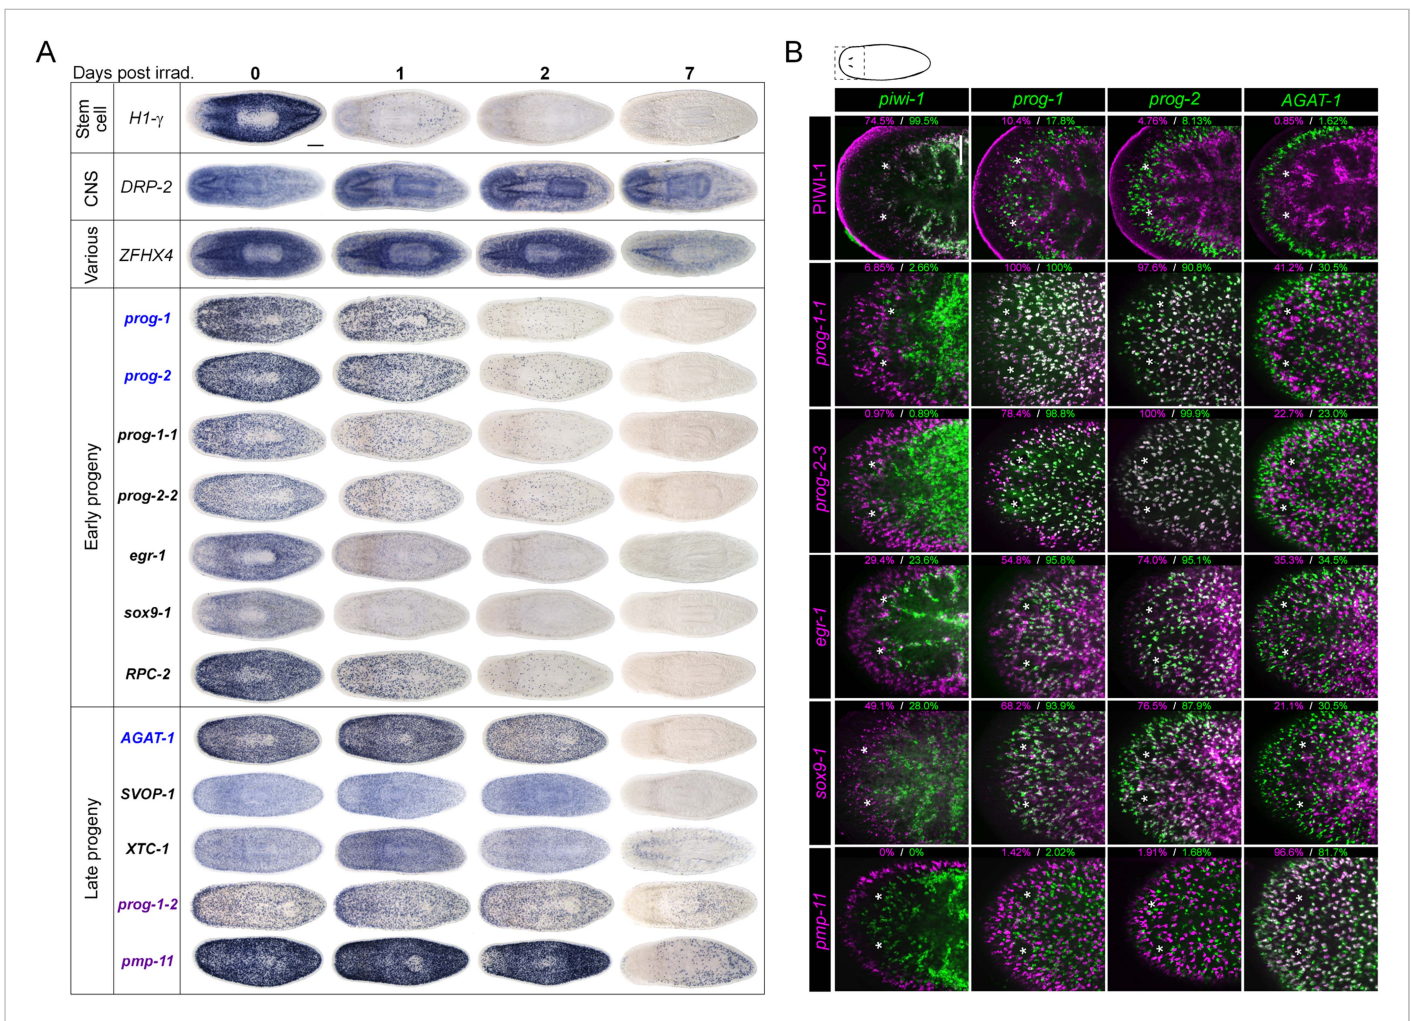 A
Days post irrad. 0 1 2 7
Stem cell
H1-γ
CNS
DRP-2
Various
ZFHX4
Early progeny
prog-1
prog-2
prog-1-1
prog-2-2
egr-1
sox9-1
RPC-2
Late progeny
AGAT-1
SVOP-1
XTC-1
prog-1-2
pmp-11
B
piwi-1 prog-1 prog-2 AGAT-1
PIWI-1
74.5% / 99.5% 10.4% / 17.8% 4.76% / 8.13% 0.85% / 1.62%
prog-1-1
6.85% / 2.66% 100% / 100% 97.6% / 90.8% 41.2% / 30.5%
prog-2-3
0.97% / 0.89% 78.4% / 98.8% 100% / 99.9% 22.7% / 23.0%
egr-1
29.4% / 23.6% 54.8% / 95.8% 74.0% / 95.1% 35.3% / 34.5%
sox9-1
49.1% / 28.0% 68.2% / 93.9% 76.5% / 87.9% 21.1% / 30.5%
pmp-11
0% / 0% 1.42% / 2.02% 1.91% / 1.68% 96.6% / 81.7%